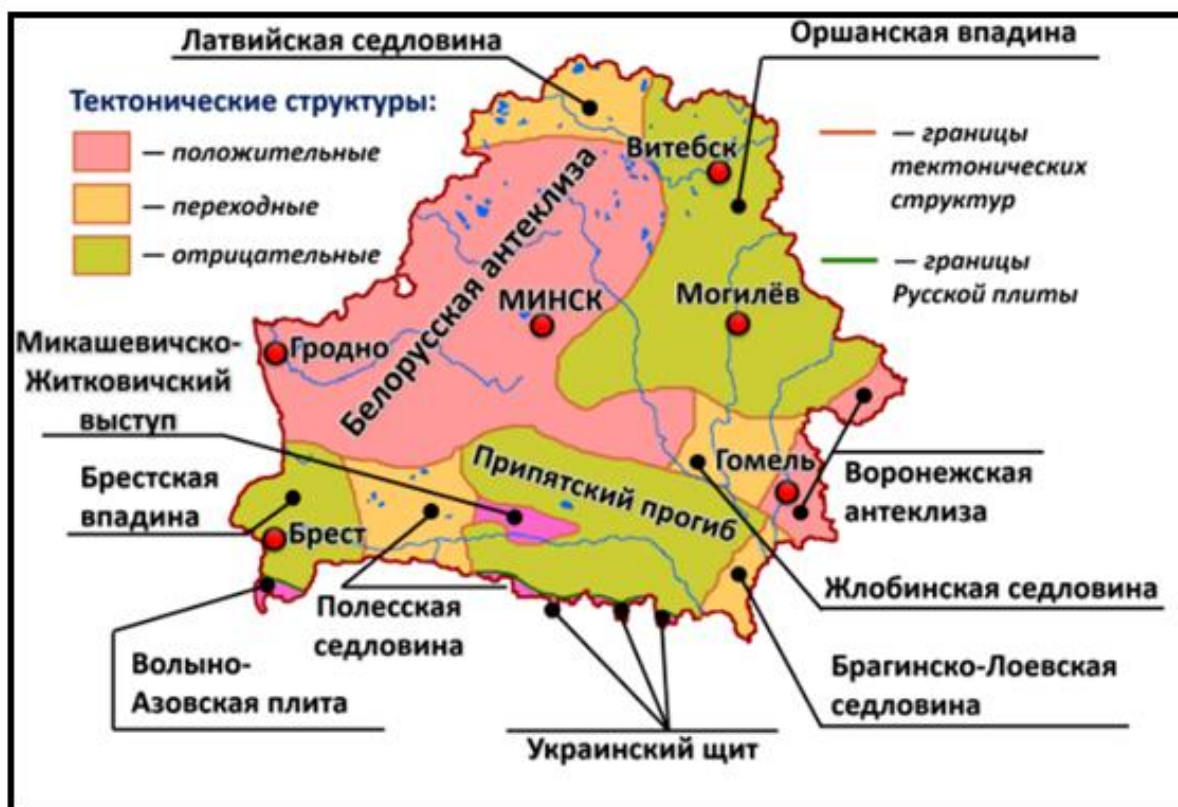 Латвийская седловина
Оршанская впадина
Тектонические структуры:
— положительные
— переходные
— отрицательные
— границы
тектонических
структур
— границы
Русской плиты
Витебск
Белорусская антеклиза
МИНСК
Могилёв
Гродно
Микашевичско-
Житковичский
выступ
Брестская
впадина
Брест
Припятский прогиб
Гомель
Воронежская
антеклиза
Полесская
седловина
Жлобинская седловина
Волыно-
Азовская плита
Брагинско-Лоевская
седловина
Украинский щит